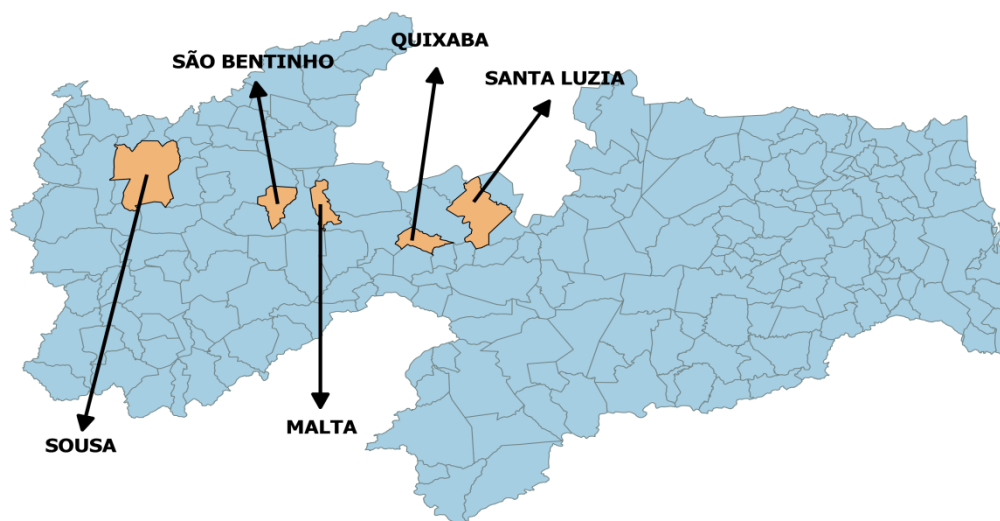 QUIXABA
SÃO BENTINHO
SANTA LUZIA
MALTA
SOUSA